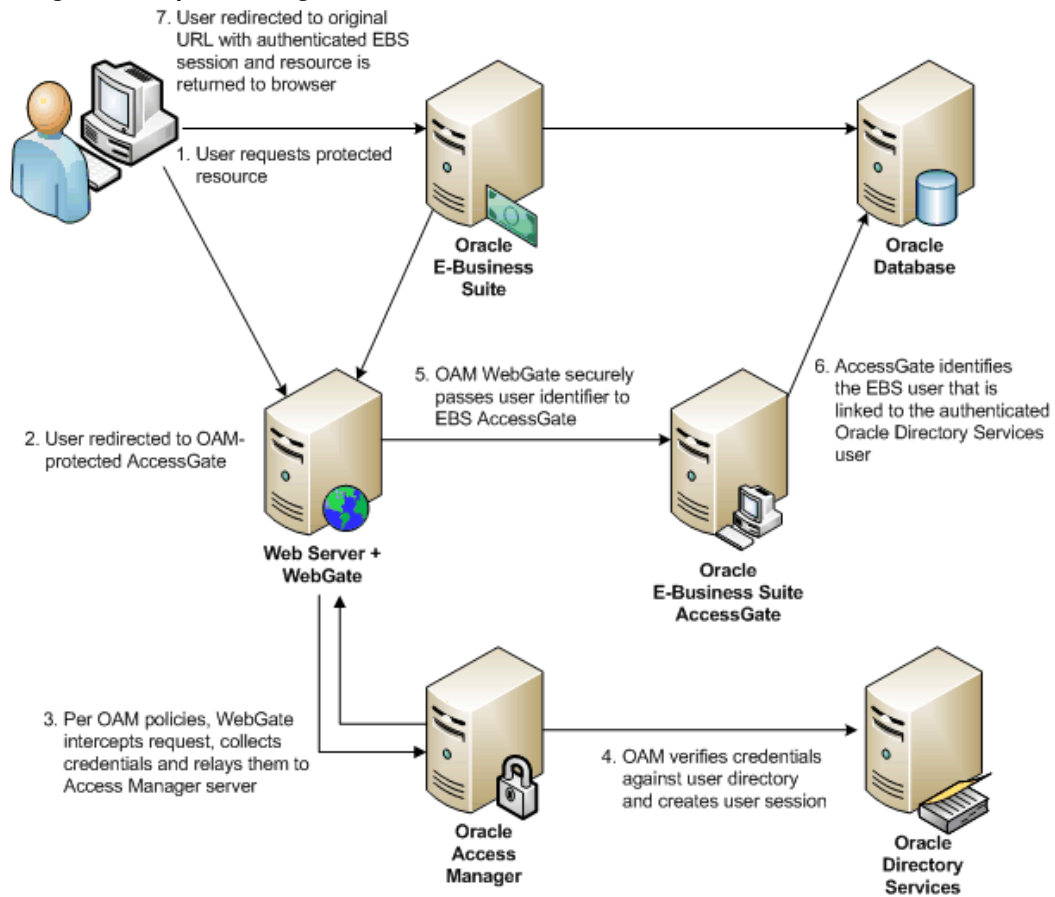 7. User redirected to original
URL with authenticated EBS
session and resource is
returned to browser
1. User requests protected
resource
Oracle
E-Business
Suite
Oracle
Database
2. User redirected to OAM-
protected AccessGate
5. OAM WebGate securely
passes user identifier to
EBS AccessGate
6. AccessGate identifies
the EBS user that is
linked to the authenticated
Oracle Directory Services
user
Web Server +
WebGate
Oracle
E-Business Suite
AccessGate
3. Per OAM policies, WebGate
intercepts request, collects
credentials and relays them to
Access Manager server
4. OAM verifies credentials
against user directory
and creates user session
Oracle
Access
Manager
Oracle
Directory
Services